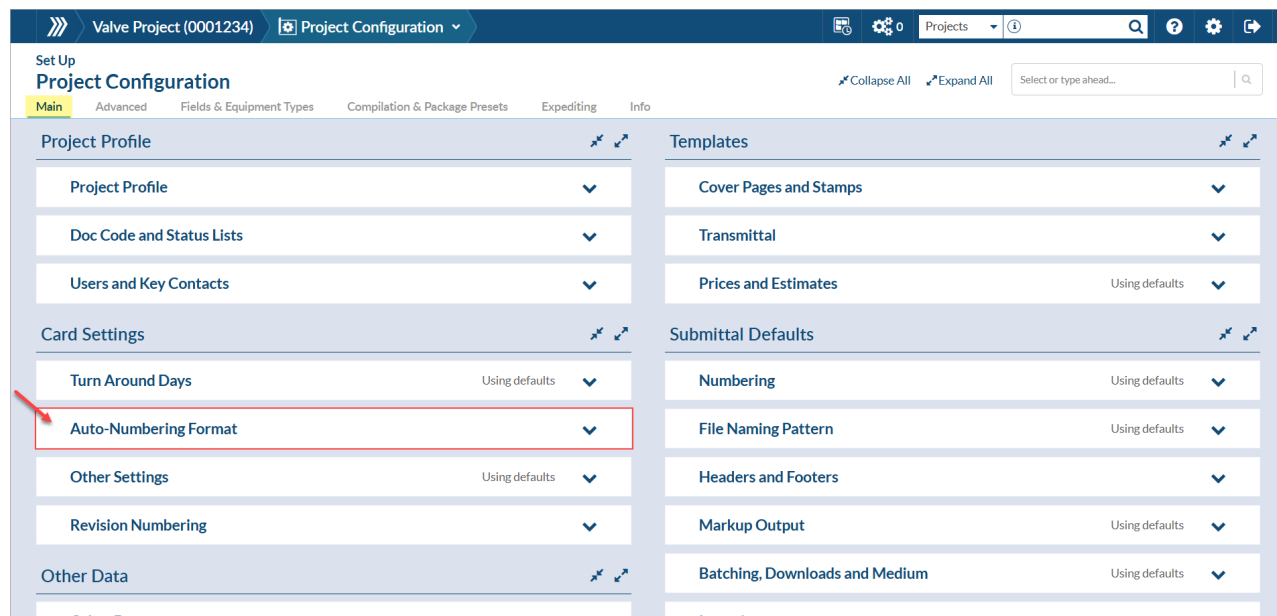 Valve Project (0001234)
Project Configuration
0
Projects
Set Up
Project Configuration
Collapse All
Expand All
Select or type ahead...
Main
Advanced
Fields & Equipment Types
Compilation & Package Presets
Expediting
Info
Project Profile
Project Profile
Doc Code and Status Lists
Users and Key Contacts
Card Settings
Turn Around Days Using defaults
Auto-Numbering Format
Other Settings Using defaults
Revision Numbering
Other Data
Templates
Cover Pages and Stamps
Transmittal
Prices and Estimates Using defaults
Submittal Defaults
Numbering Using defaults
File Naming Pattern Using defaults
Headers and Footers
Markup Output Using defaults
Batching, Downloads and Medium Using defaults